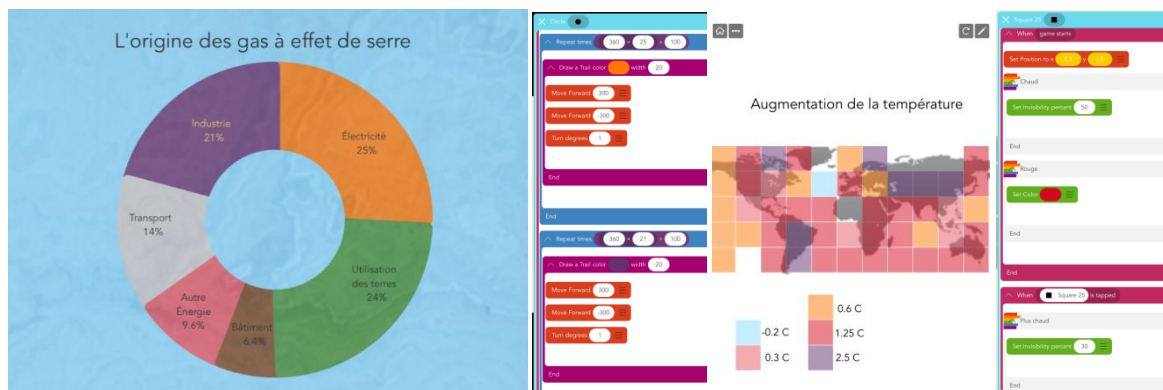 L'origine des gas à effet de serre
Industrie
21%
Électricité
25%
Transport
14%
Utilisation
des terres
24%
Autre
Énergie
9.6%
Bâtiment
6.4%
Circle
Repeat times 360 × 25 ÷ 100
Draw a Trail color width 20
Move Forward 300
Move Forward -300
Turn degrees 1
End
End
Repeat times 360 × 21 ÷ 100
Draw a Trail color width 20
Move Forward 300
Move Forward -300
Turn degrees 1
End
Augmentation de la température
0.6 C
-0.2 C
1.25 C
0.3 C
2.5 C
Square 25
When game starts
Set Position to x C3 y L2
Chaud
Set Invisibility percent 50
End
Rouge
Set Color
End
End
When Square 25 is tapped
Plus chaud
Set Invisibility percent 30
End